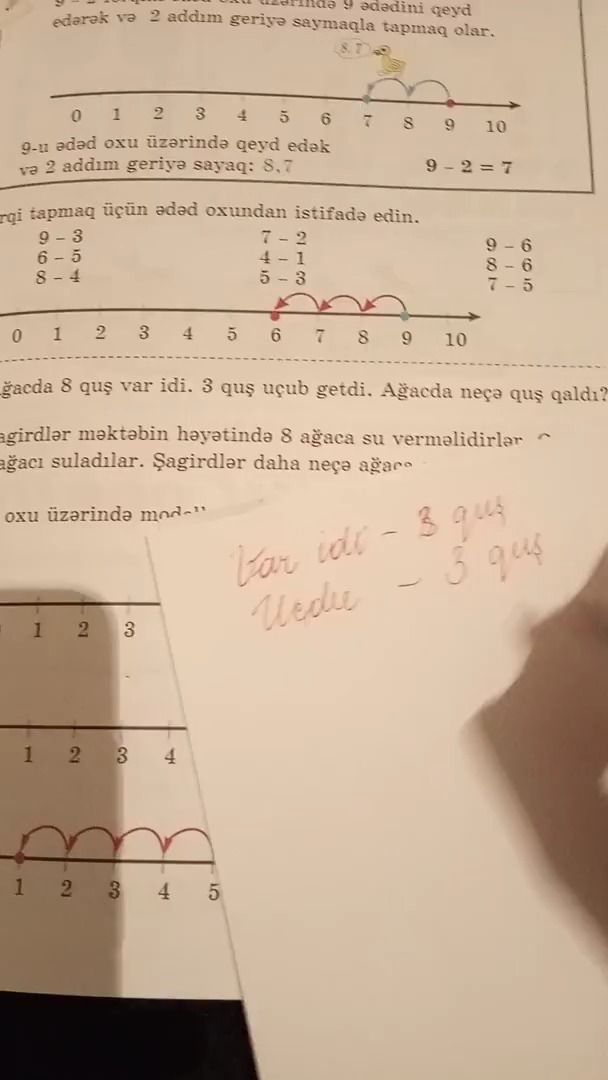 ədədini qeyd
edərək və 2 addım geriyə saymaqla tapmaq olar.
8, 7
0 1 2 3 4 5 6 7 8 9 10
9-u ədəd oxu üzərində qeyd edək
və 2 addım geriyə sayaq: 8,7
9 - 2 = 7
rqi tapmaq üçün ədəd oxundan istifadə edin.
9 - 3 7 - 2 9 - 6
6 - 5 4 - 1 8 - 6
8 - 4 5 - 3 7 - 5
0 1 2 3 4 5 6 7 8 9 10
ğacda 8 quş var idi. 3 quş uçub getdi. Ağacda neçə quş qaldı?
agirdlər məktəbin həyətində 8 ağaca su verməlidirlər
ağacı suladılar. Şagirdlər daha neçə
oxu üzərində
Var idi - 8 quş
Uçdu - 3 quş
1 2 3
1 2 3 4
1 2 3 4 5